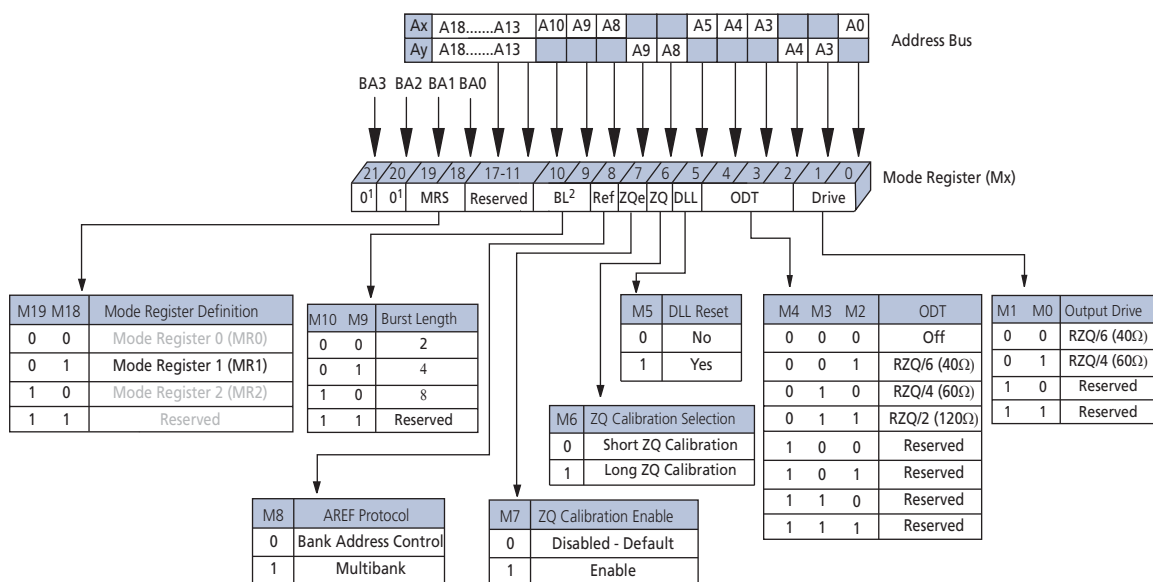 Ax A18.......A13 A10 A9 A8 A5 A4 A3 A0
Address Bus
Ay A18.......A13 A9 A8 A4 A3
BA3 BA2 BA1 BA0
21 20 19 18 17-11 10 9 8 7 6 5 4 3 2 1 0
Mode Register (Mx)
0¹ 0¹ MRS Reserved BL² Ref ZQe ZQ DLL ODT Drive
M19 M18 Mode Register Definition
0 0 Mode Register 0 (MR0)
0 1 Mode Register 1 (MR1)
1 0 Mode Register 2 (MR2)
1 1 Reserved
M10 M9 Burst Length
0 0 2
0 1 4
1 0 8
1 1 Reserved
M5 DLL Reset
0 No
1 Yes
M4 M3 M2 ODT
0 0 0 Off
0 0 1 RZQ/6 (40Ω)
0 1 0 RZQ/4 (60Ω)
0 1 1 RZQ/2 (120Ω)
1 0 0 Reserved
1 0 1 Reserved
1 1 0 Reserved
1 1 1 Reserved
M1 M0 Output Drive
0 0 RZQ/6 (40Ω)
0 1 RZQ/4 (60Ω)
1 0 Reserved
1 1 Reserved
M6 ZQ Calibration Selection
0 Short ZQ Calibration
1 Long ZQ Calibration
M8 AREF Protocol
0 Bank Address Control
1 Multibank
M7 ZQ Calibration Enable
0 Disabled - Default
1 Enable